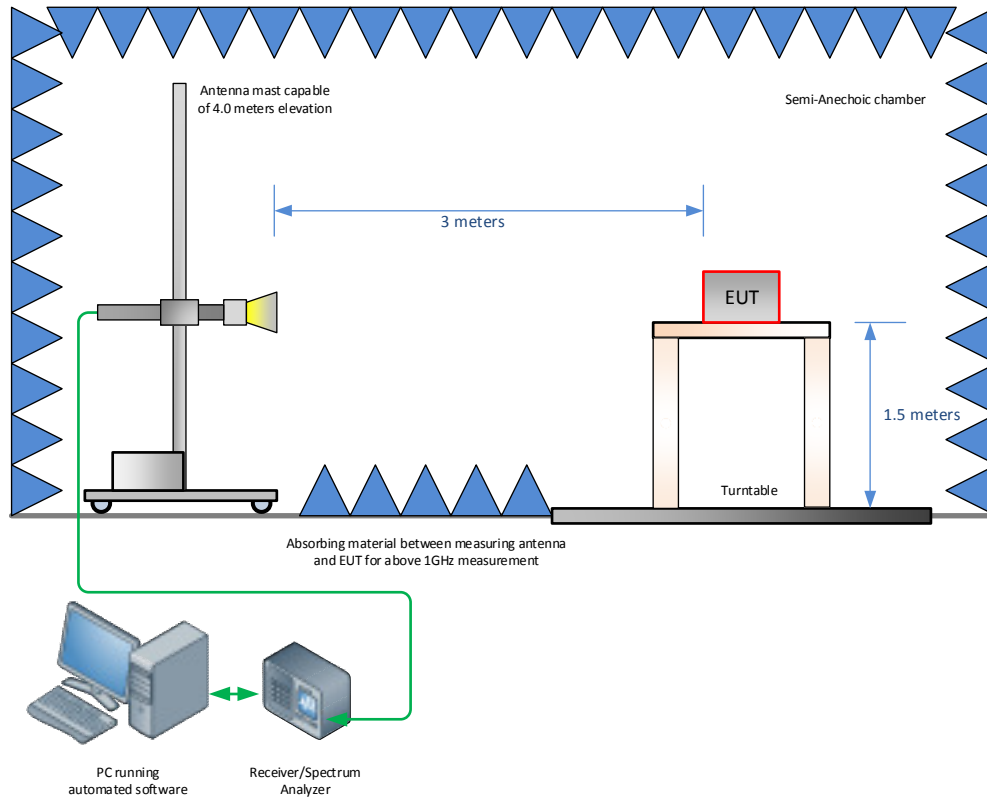 Antenna mast capable
of 4.0 meters elevation
Semi-Anechoic chamber
3 meters
EUT
1.5 meters
Turntable
Absorbing material between measuring antenna
and EUT for above 1GHz measurement
PC running
automated software
Receiver/Spectrum
Analyzer